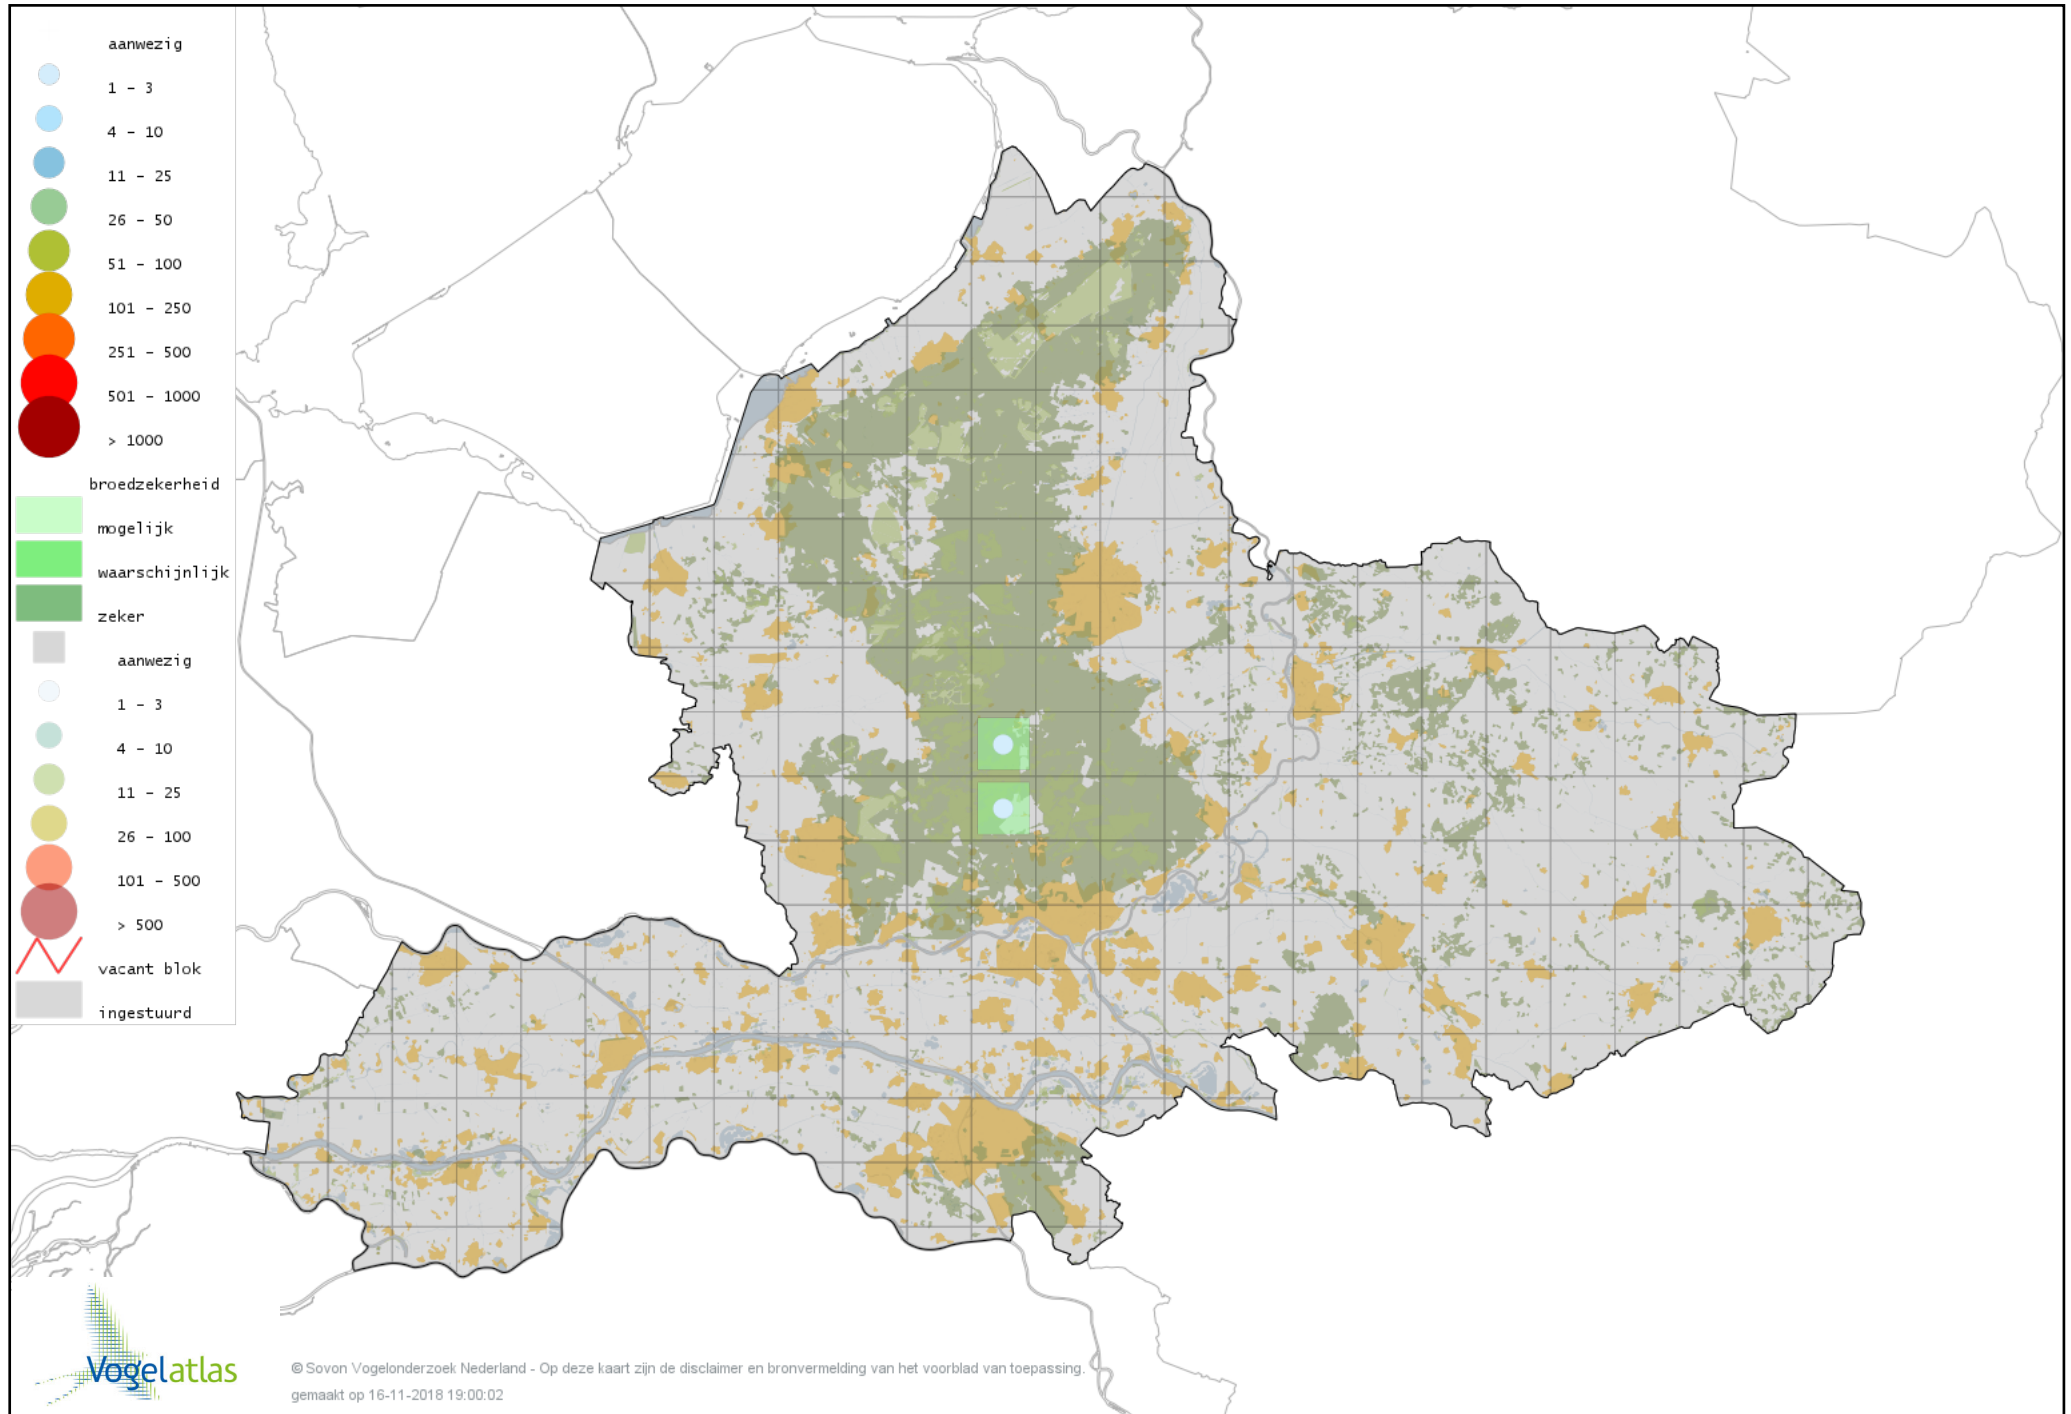 aanwezig
1 - 3
4 - 10
11 - 25
26 - 50
51 - 100
101 - 250
251 - 500
501 - 1000
> 1000
broedzekerheid
mogelijk
waarschijnlijk
zeker
aanwezig
1 - 3
4 - 10
11 - 25
26 - 100
101 - 500
> 500
vacant blok
ingestuurd
Vogelatlas
© Sovon Vogelonderzoek Nederland - Op deze kaart zijn de disclaimer en bronvermelding van het voorblad van toepassing.
gemaakt op 16-11-2018 19:00:02